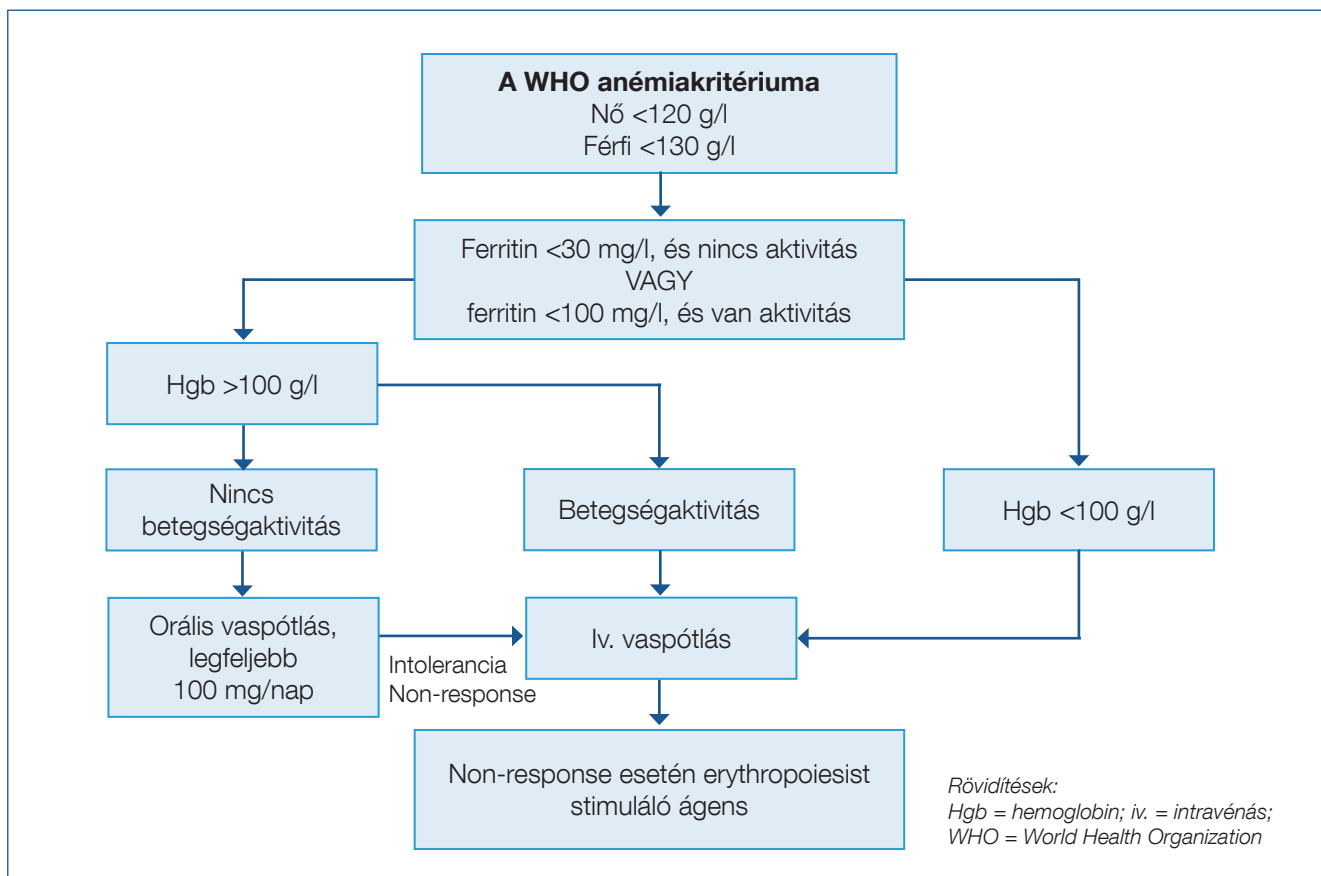 A WHO anémiakritériuma
Nő <120 g/l
Férfi <130 g/l
Ferritin <30 mg/l, és nincs aktivitás
VAGY
ferritin <100 mg/l, és van aktivitás
Hgb >100 g/l
Nincs
betegségaktivitás
Betegségaktivitás
Hgb <100 g/l
Orális vaspótlás,
legfeljebb
100 mg/nap
Intolerancia
Non-response
Iv. vaspótlás
Non-response esetén erythropoiesist
stimuláló ágens
Rövidítések:
Hgb = hemoglobin; iv. = intravénás;
WHO = World Health Organization